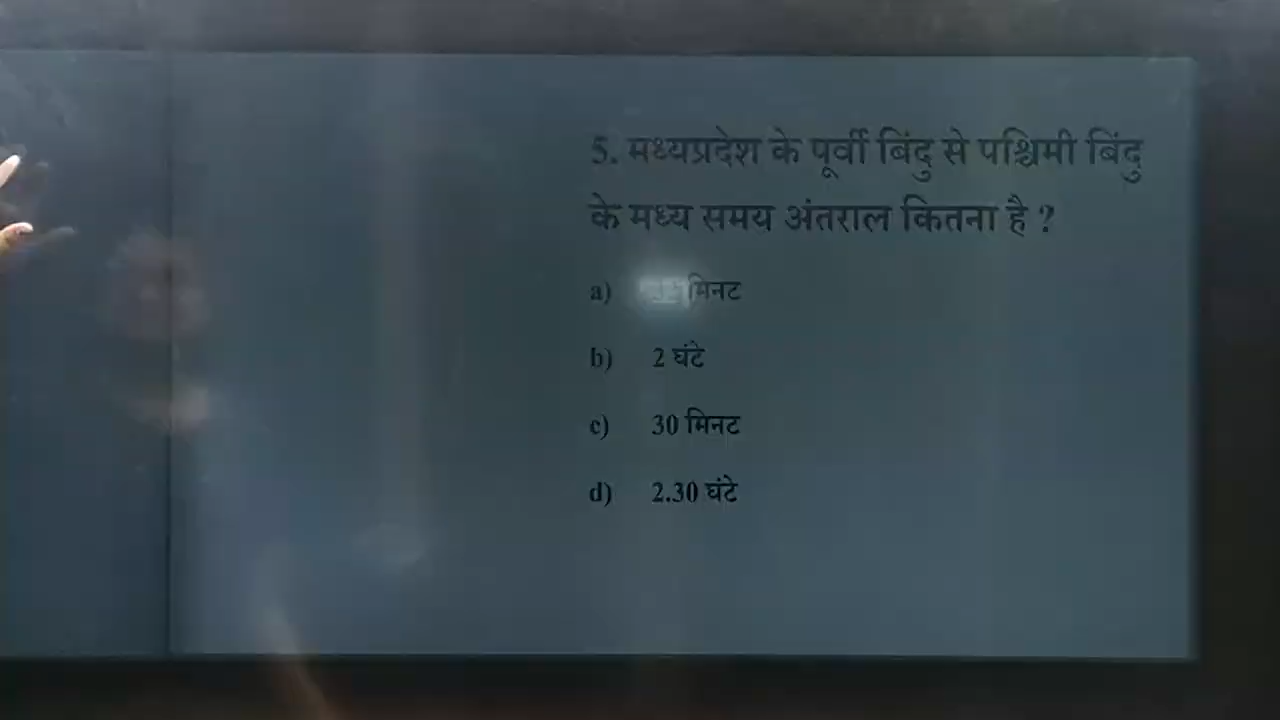 5. मध्यप्रदेश के पूर्वी बिंदु से पश्चिमी बिंदु
के मध्य समय अंतराल कितना है ?
a) मिनट
b) 2 घंटे
c) 30 मिनट
d) 2.30 घंटे